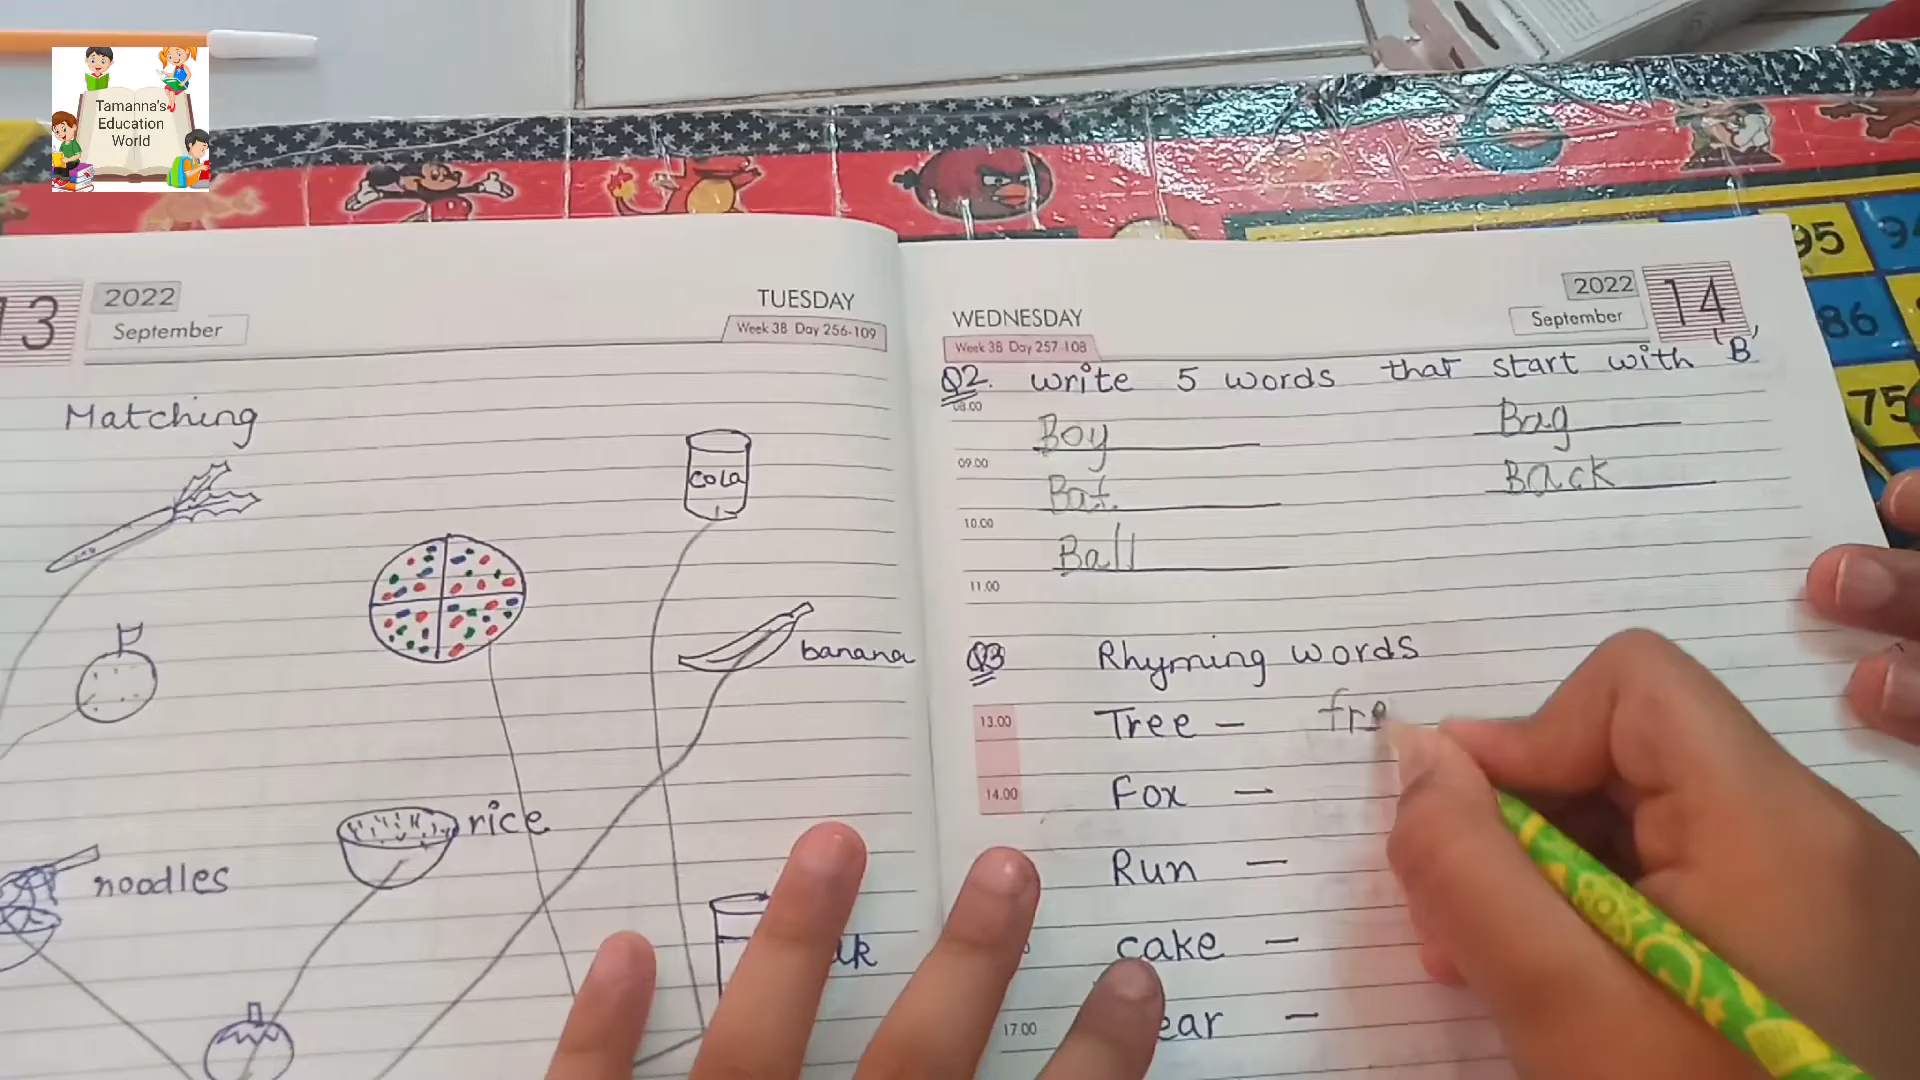 Tamanna's
Education
World
13
2022
September
TUESDAY
Week 38 Day 256-109
Matching
cola
banana
rice
noodles
WEDNESDAY
Week 38 Day 257-108
2022
September
14
Q2. Write 5 words that start with 'B'
08.00
Boy
Bag
09.00
Bat
Back
10.00
Ball
11.00
Q3 Rhyming words
13.00
Tree – fre
14.00
Fox –
Run –
cake –
17.00
ear –
95
94
86
75